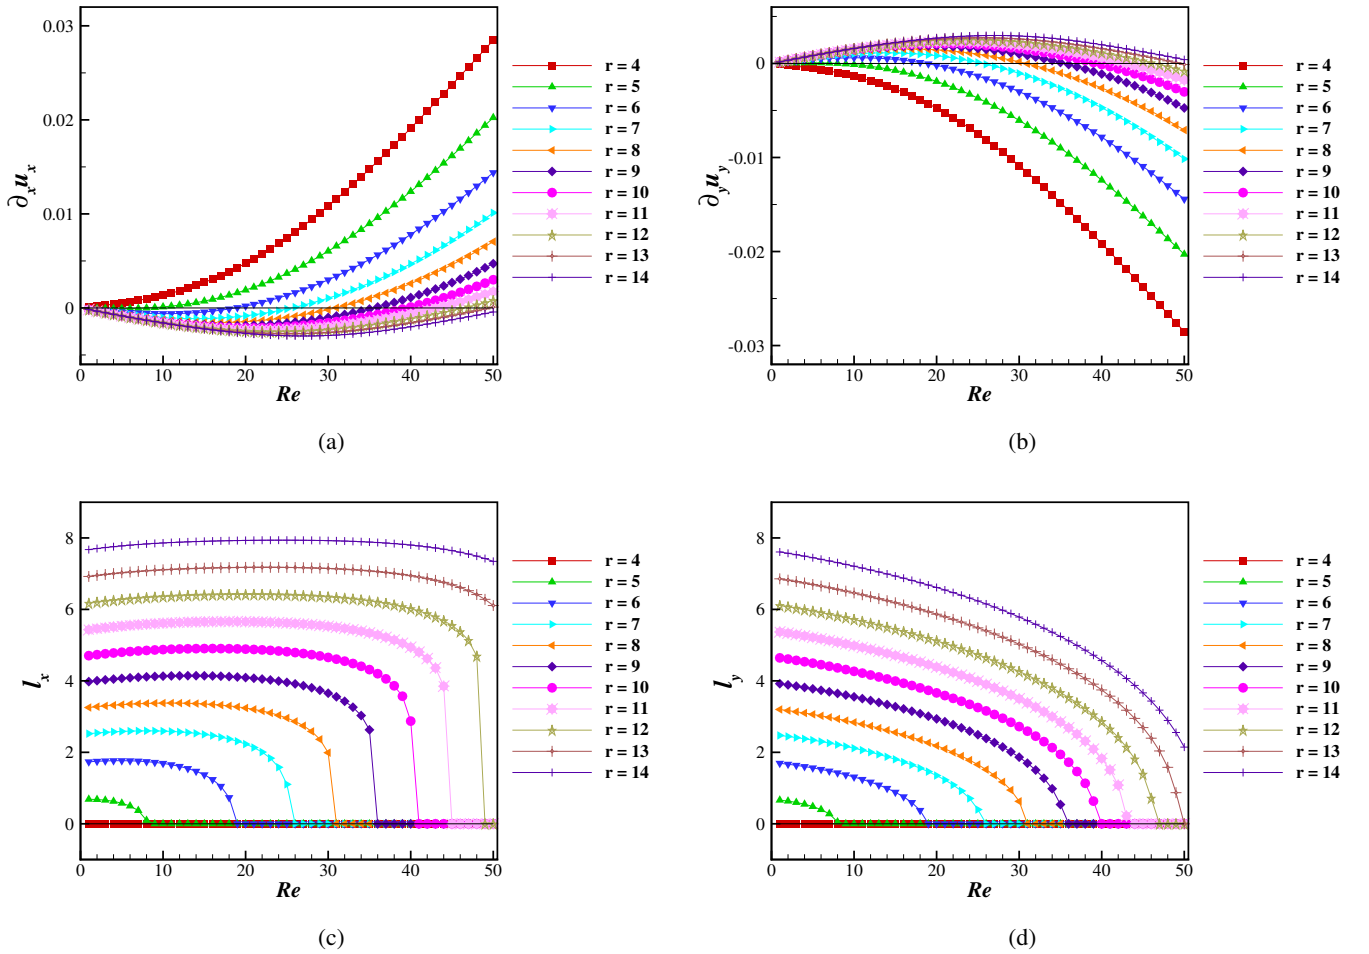 0.03
0.02
0.01
0
∂ₓuₓ
0 10 20 30 40 50
Re
r = 4
r = 5
r = 6
r = 7
r = 8
r = 9
r = 10
r = 11
r = 12
r = 13
r = 14
(a)
0
-0.01
-0.02
-0.03
∂ᵧuᵧ
0 10 20 30 40 50
Re
r = 4
r = 5
r = 6
r = 7
r = 8
r = 9
r = 10
r = 11
r = 12
r = 13
r = 14
(b)
8
6
4
2
0
lₓ
0 10 20 30 40 50
Re
r = 4
r = 5
r = 6
r = 7
r = 8
r = 9
r = 10
r = 11
r = 12
r = 13
r = 14
(c)
8
6
4
2
0
l_y
0 10 20 30 40 50
Re
r = 4
r = 5
r = 6
r = 7
r = 8
r = 9
r = 10
r = 11
r = 12
r = 13
r = 14
(d)